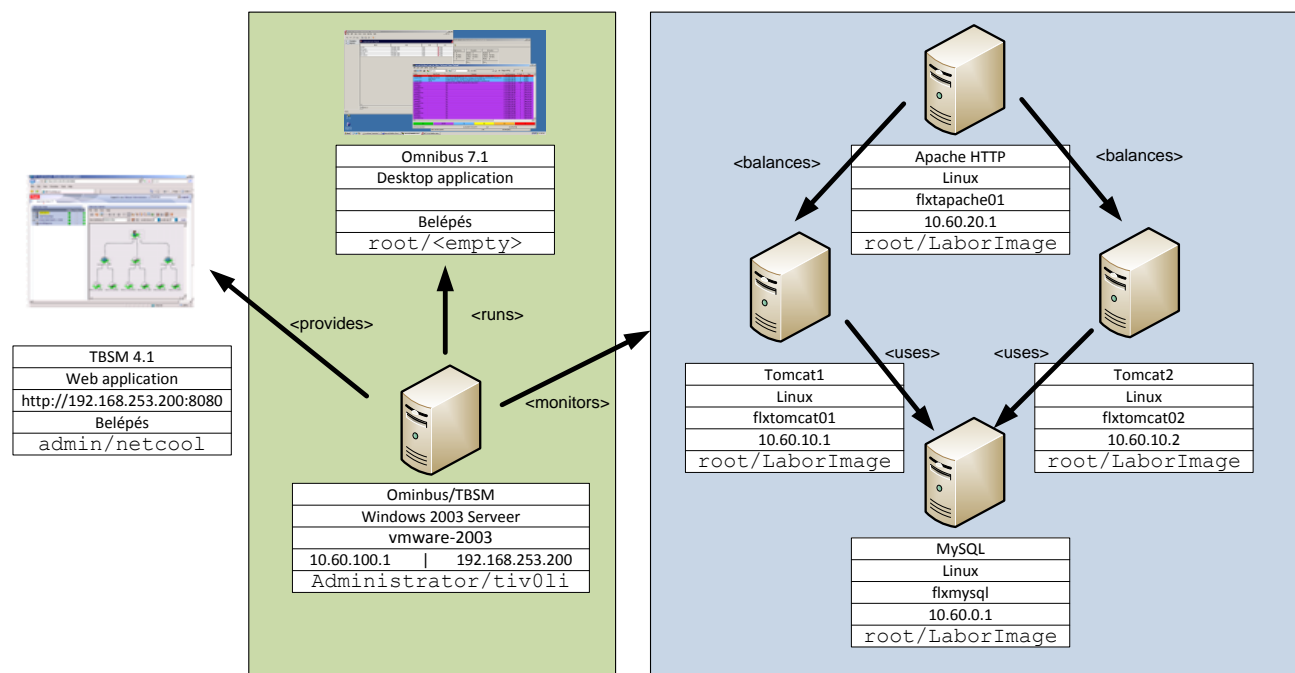 Omnibus 7.1
Desktop application
Belépés
root/<empty>
<provides>
<runs>
TBSM 4.1
Web application
http://192.168.253.200:8080
Belépés
admin/netcool
<monitors>
Ominbus/TBSM
Windows 2003 Serveer
vmware-2003
10.60.100.1 | 192.168.253.200
Administrator/tiv0li
<balances>
<balances>
Apache HTTP
Linux
flxtapache01
10.60.20.1
root/LaborImage
<uses>
<uses>
Tomcat1
Linux
flxtomcat01
10.60.10.1
root/LaborImage
Tomcat2
Linux
flxtomcat02
10.60.10.2
root/LaborImage
MySQL
Linux
flxmysql
10.60.0.1
root/LaborImage